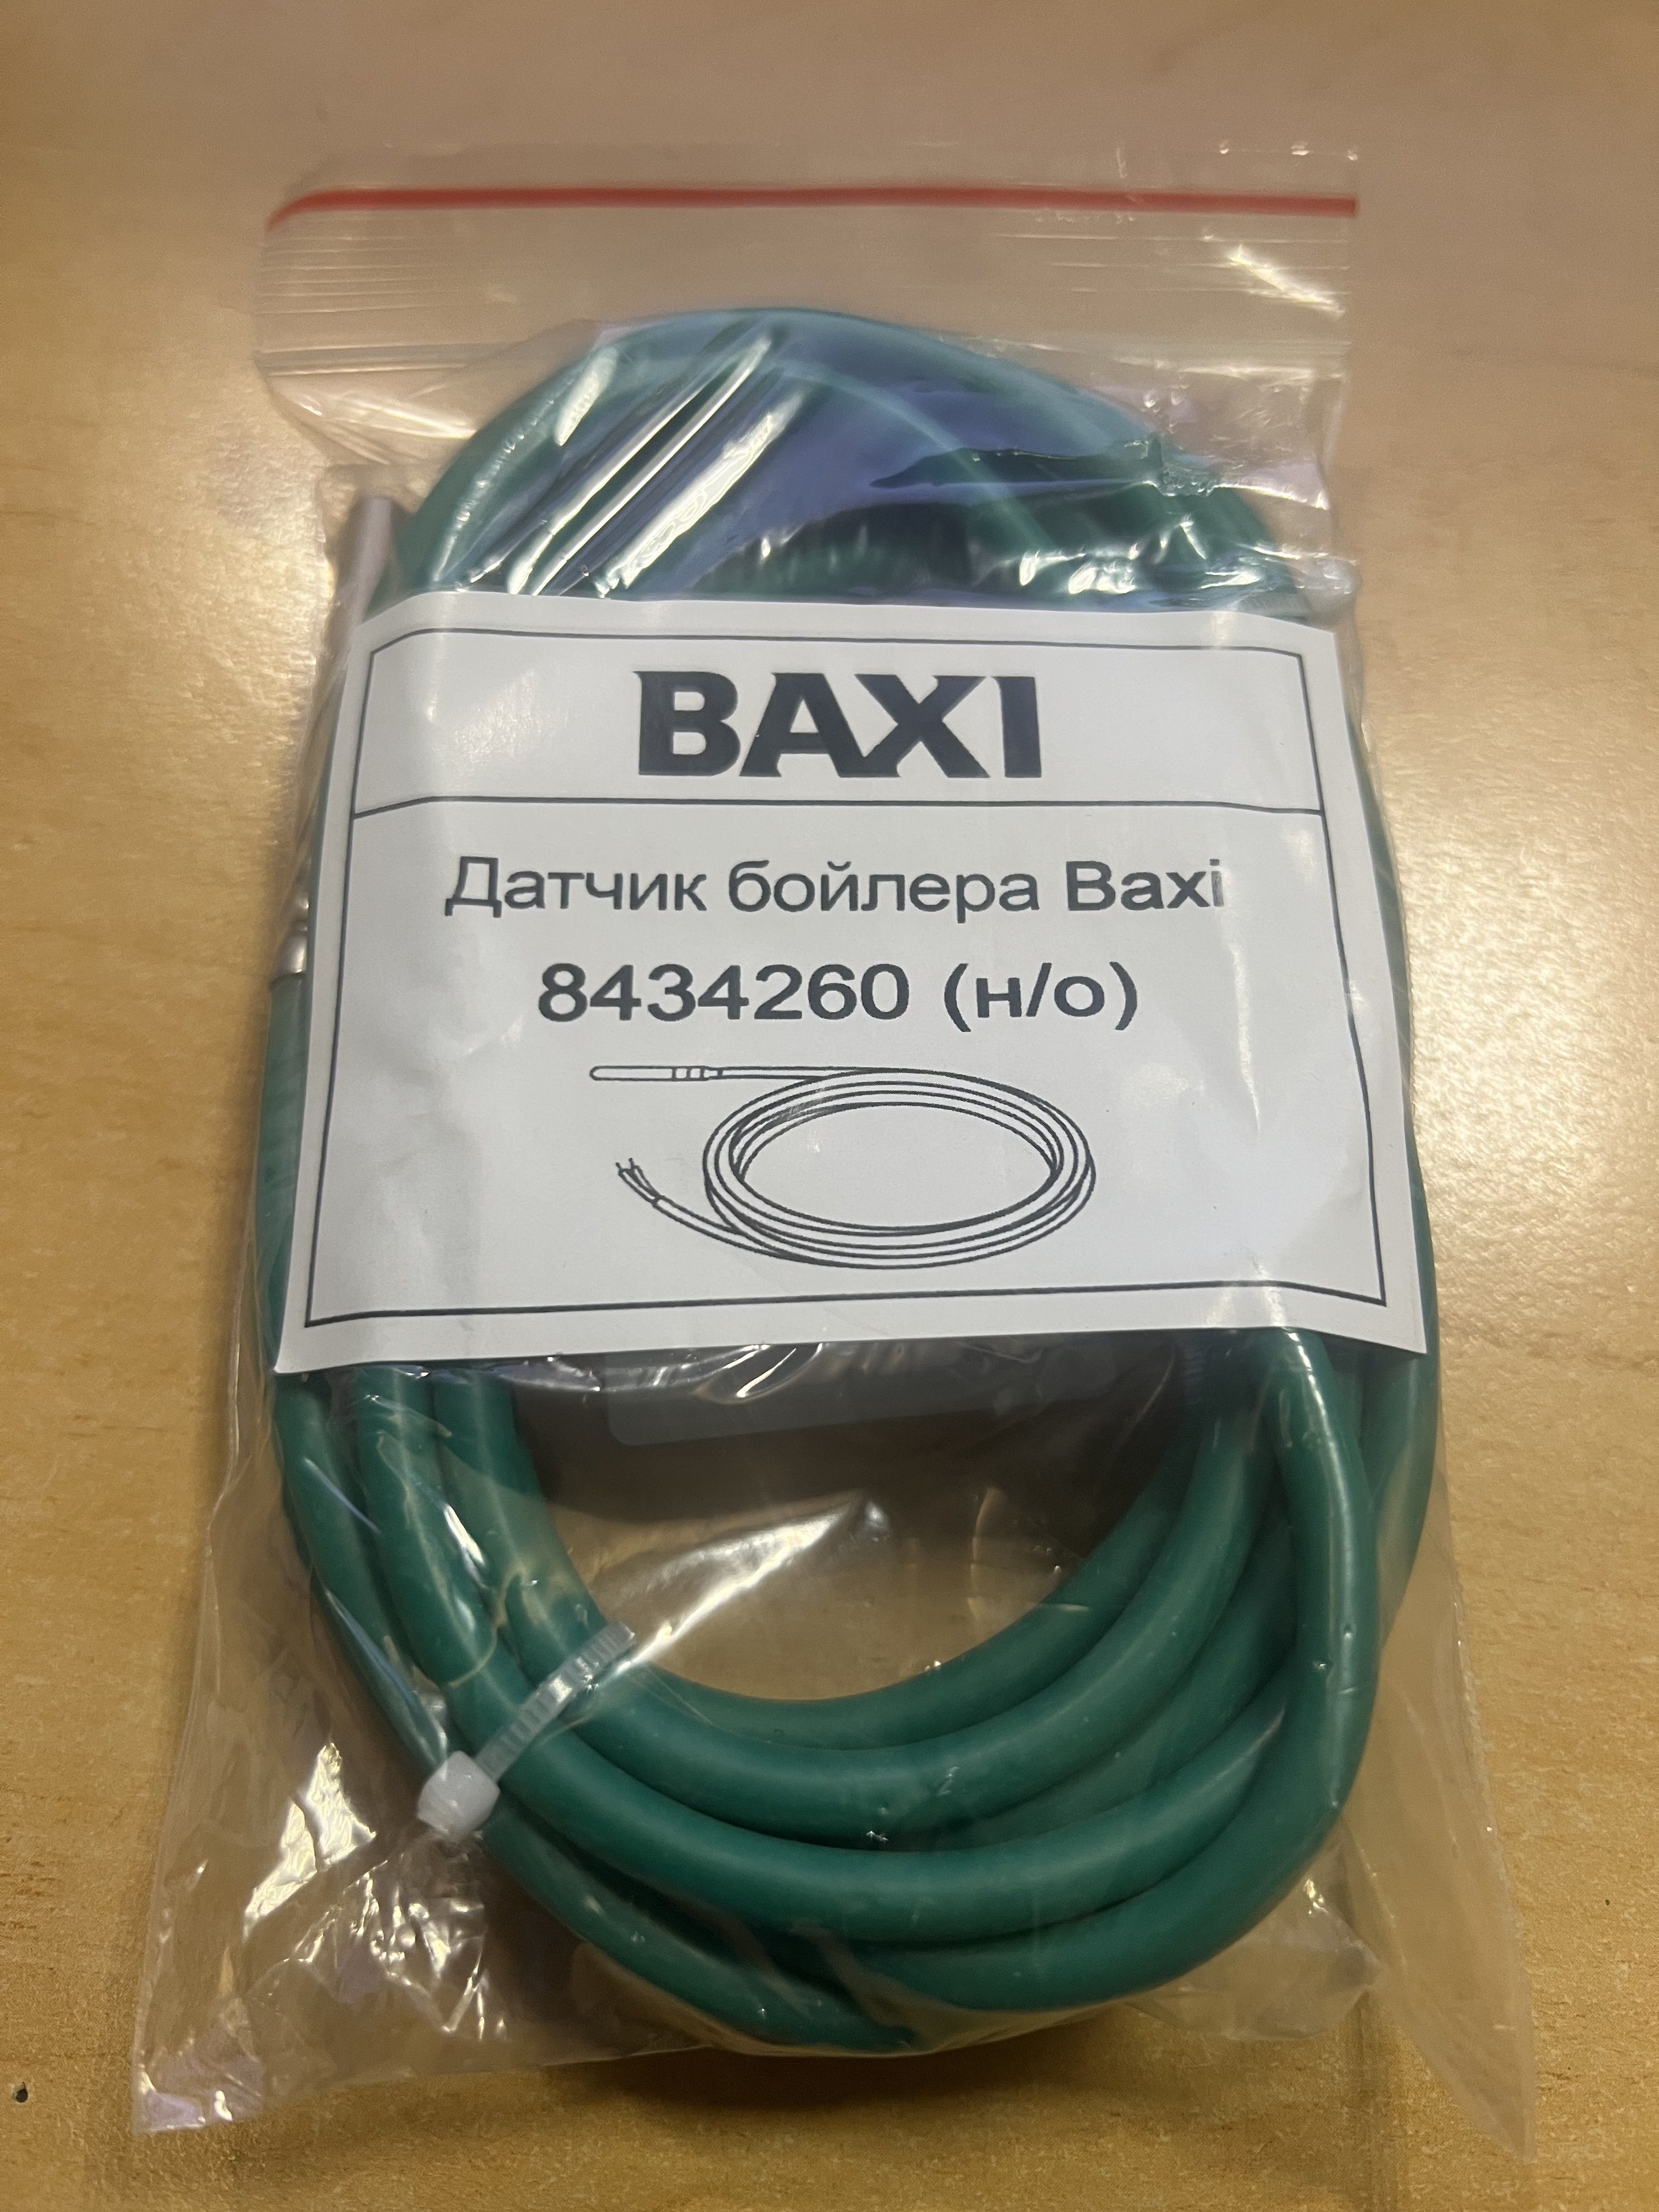 BAXI
Датчик бойлера Baxi
8434260 (н/о)